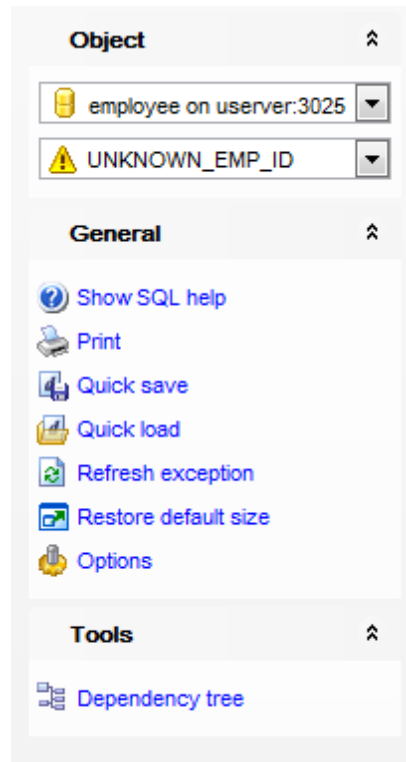 Object
employee on userver:3025
UNKNOWN_EMP_ID
General
Show SQL help
Print
Quick save
Quick load
Refresh exception
Restore default size
Options
Tools
Dependency tree